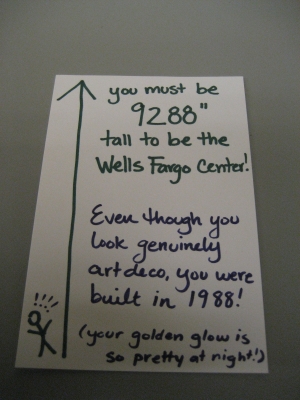 you must be
9288"
tall to be the
Wells Fargo Center!
Even though you
look genuinely
art deco, you were
built in 1988!
(your golden glow is
so pretty at night!)
!!!